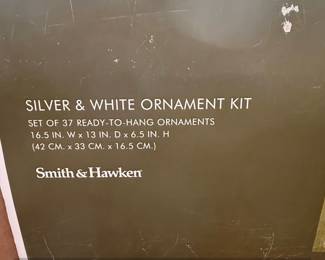 SILVER & WHITE ORNAMENT KIT
SET OF 37 READY-TO-HANG ORNAMENTS
16.5 IN. W x 13 IN. D x 6.5 IN. H
(42 CM. x 33 CM. x 16.5 CM.)
Smith & Hawken